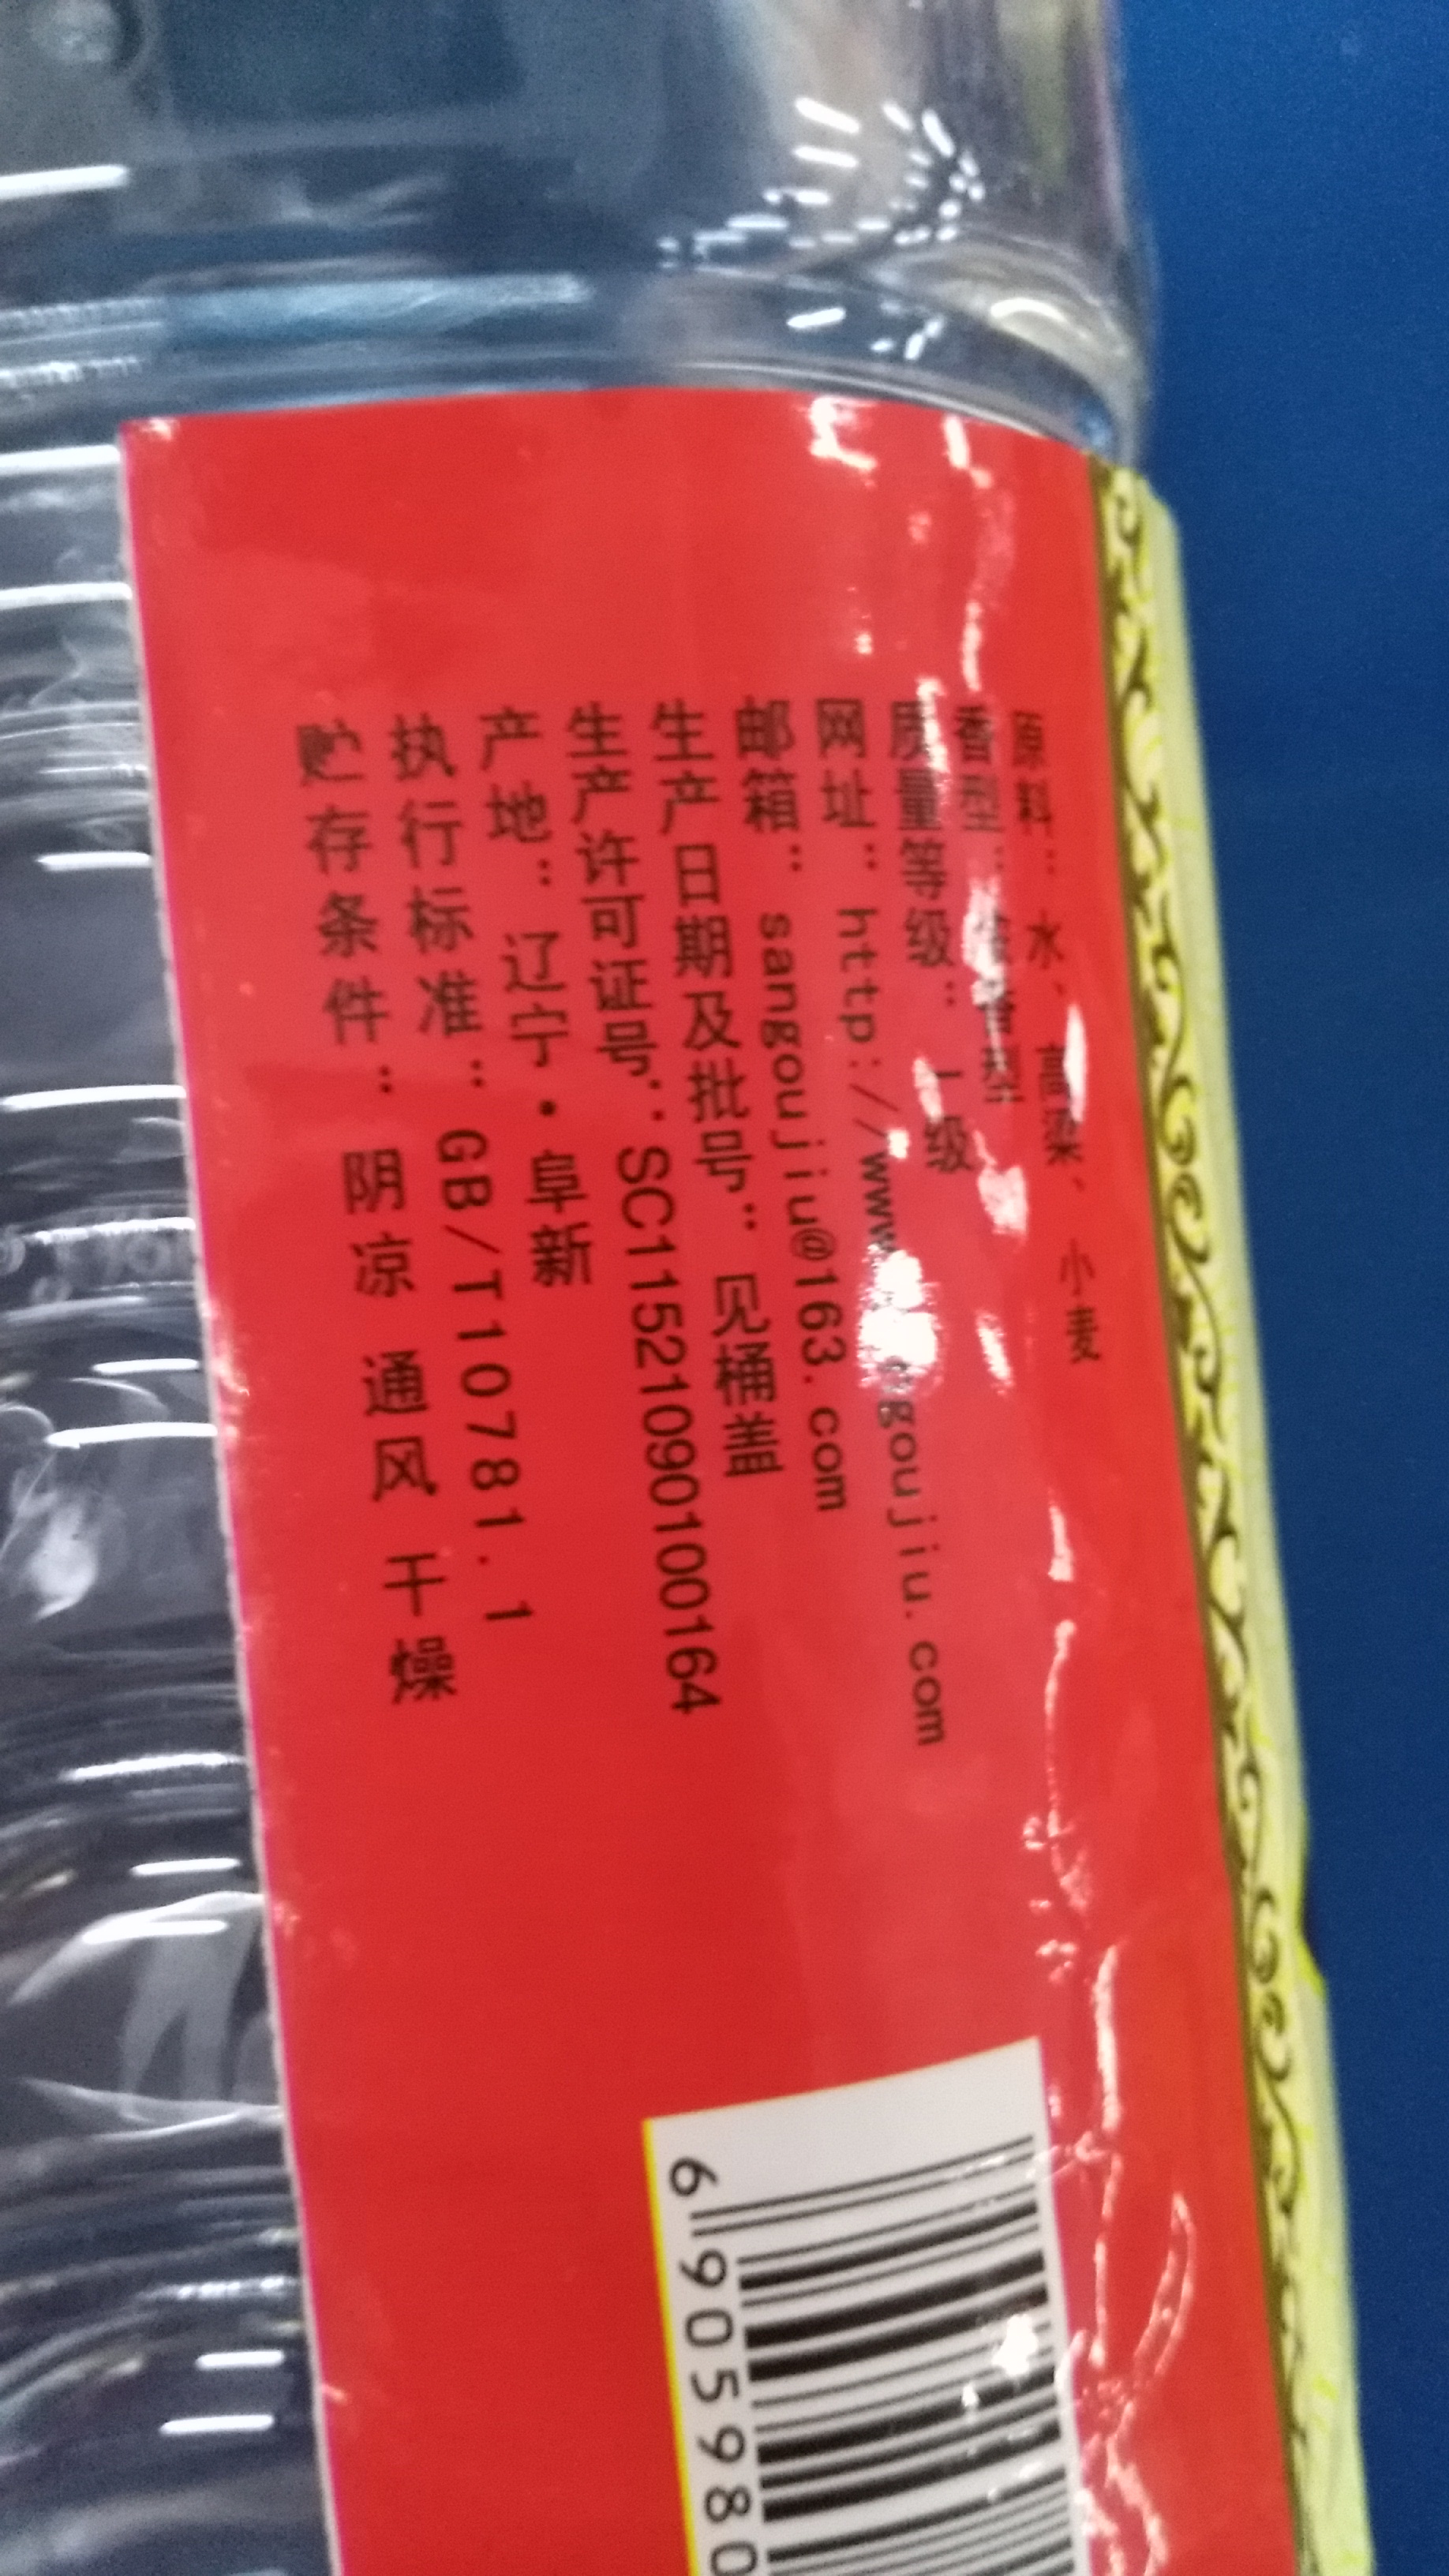 原料：水、高粱、小麦
香型：浓香型
质量等级：一级
网址：http://www. ngoujiu.com
邮箱：sangoujiu@163.com
生产日期及批号：见桶盖
生产许可证号：SC11521090100164
产地：辽宁·阜新
执行标准：GB/T10781.1
贮存条件：阴凉 通风 干燥
6 905980